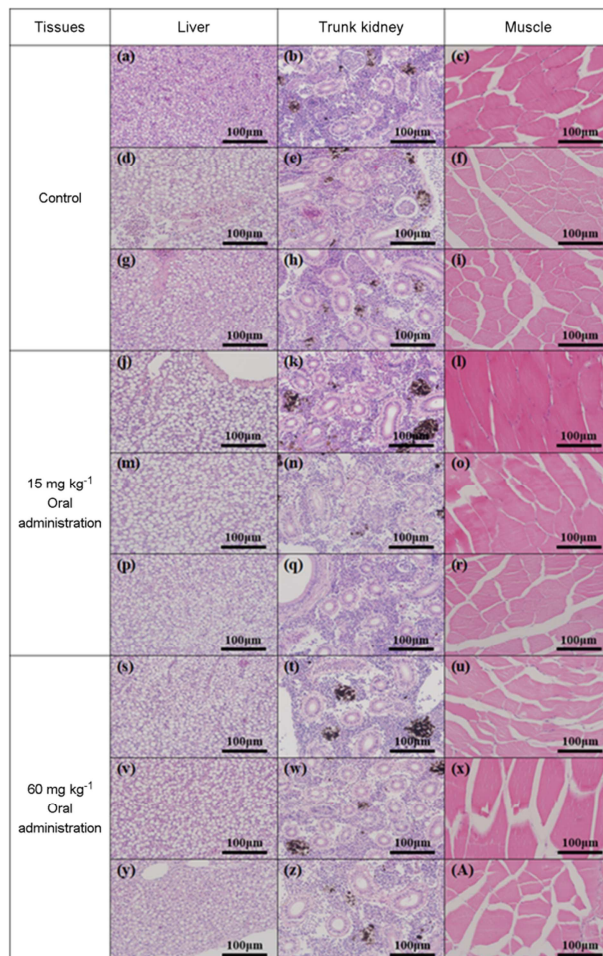 Tissues Liver Trunk kidney Muscle
(a) (b) (c)
100μm 100μm 100μm
(d) (e) (f)
Control
100μm 100μm 100μm
(g) (h) (i)
100μm 100μm 100μm
(j) (k) (l)
100μm 100μm 100μm
(m) (n) (o)
15 mg kg-1
Oral
administration
100μm 100μm 100μm
(p) (q) (r)
100μm 100μm 100μm
(s) (t) (u)
100μm 100μm 100μm
(v) (w) (x)
60 mg kg-1
Oral
administration
100μm 100μm 100μm
(y) (z) (A)
100μm 100μm 100μm